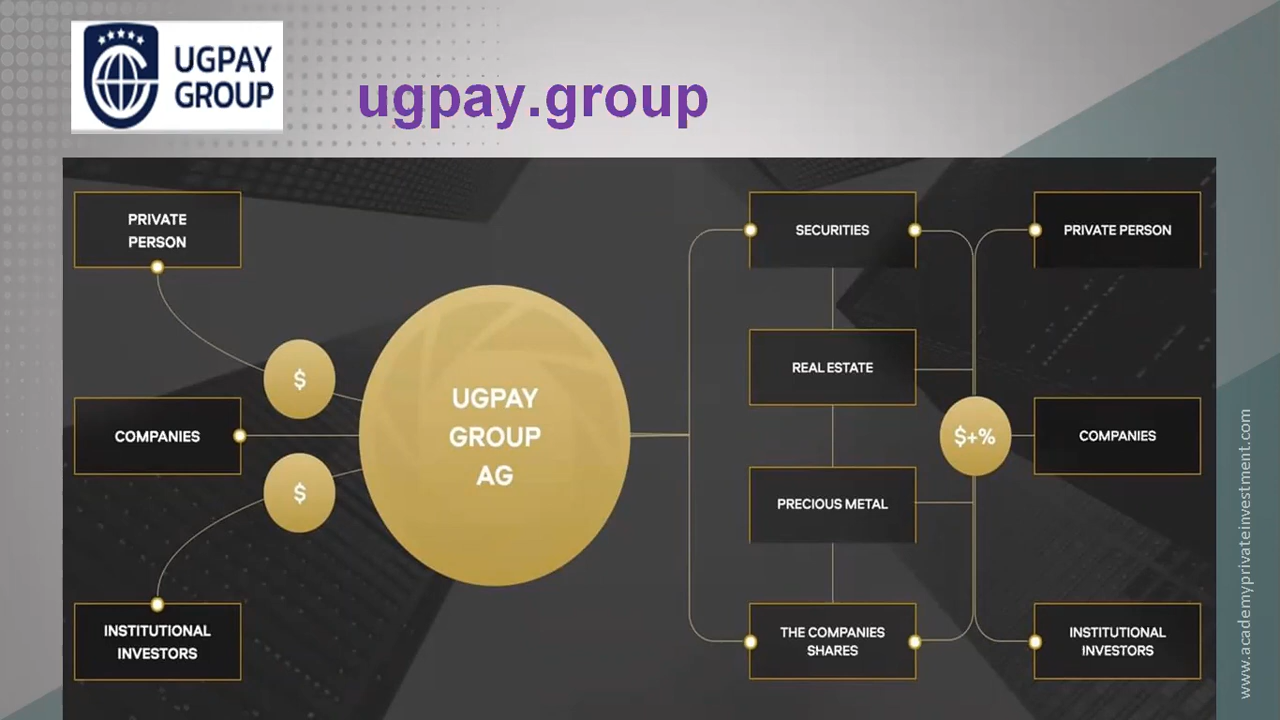 UGPAY
GROUP
ugpay.group
PRIVATE
PERSON
COMPANIES
INSTITUTIONAL
INVESTORS
$
$
UGPAY
GROUP
AG
SECURITIES
REAL ESTATE
PRECIOUS METAL
THE COMPANIES
SHARES
$+%
PRIVATE PERSON
COMPANIES
INSTITUTIONAL
INVESTORS
www.academyprivateinvestment.com